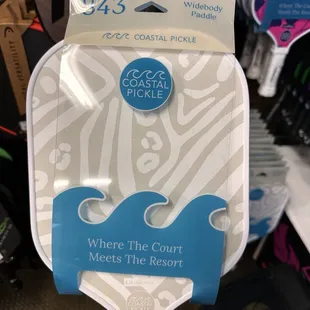 $43
Widebody
Paddle
COASTAL PICKLE
COASTAL
PICKLE
Where The Court
Meets The Resort